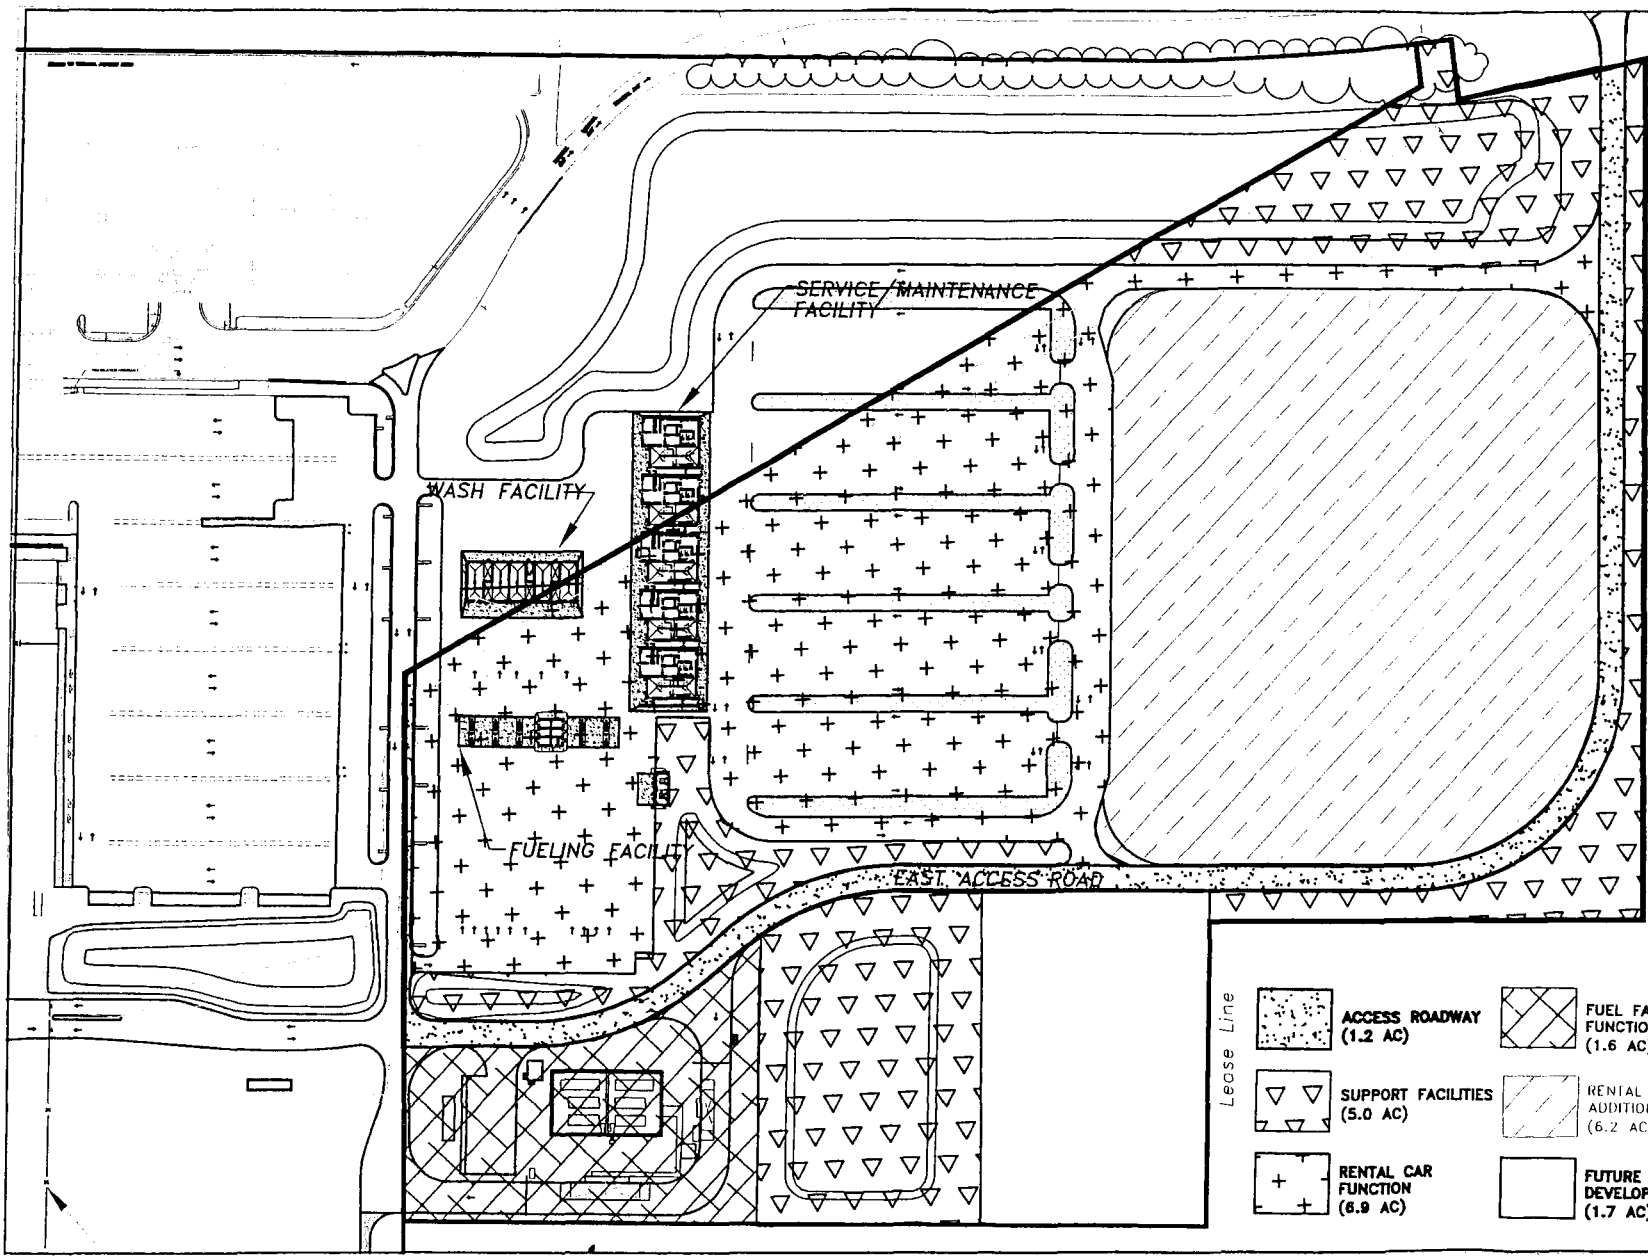 SERVICE/MAINTENANCE
FACILITY
WASH FACILITY
FUELING FACILITY
EAST ACCESS ROAD
Lease Line
ACCESS ROADWAY
(1.2 AC)
SUPPORT FACILITIES
(5.0 AC)
RENTAL CAR
FUNCTION
(6.9 AC)
FUEL FA
FUNCTIO
(1.6 AC
RENTAL
ADDITIO
(6.2 AC
FUTURE
DEVELOP
(1.7 AC)